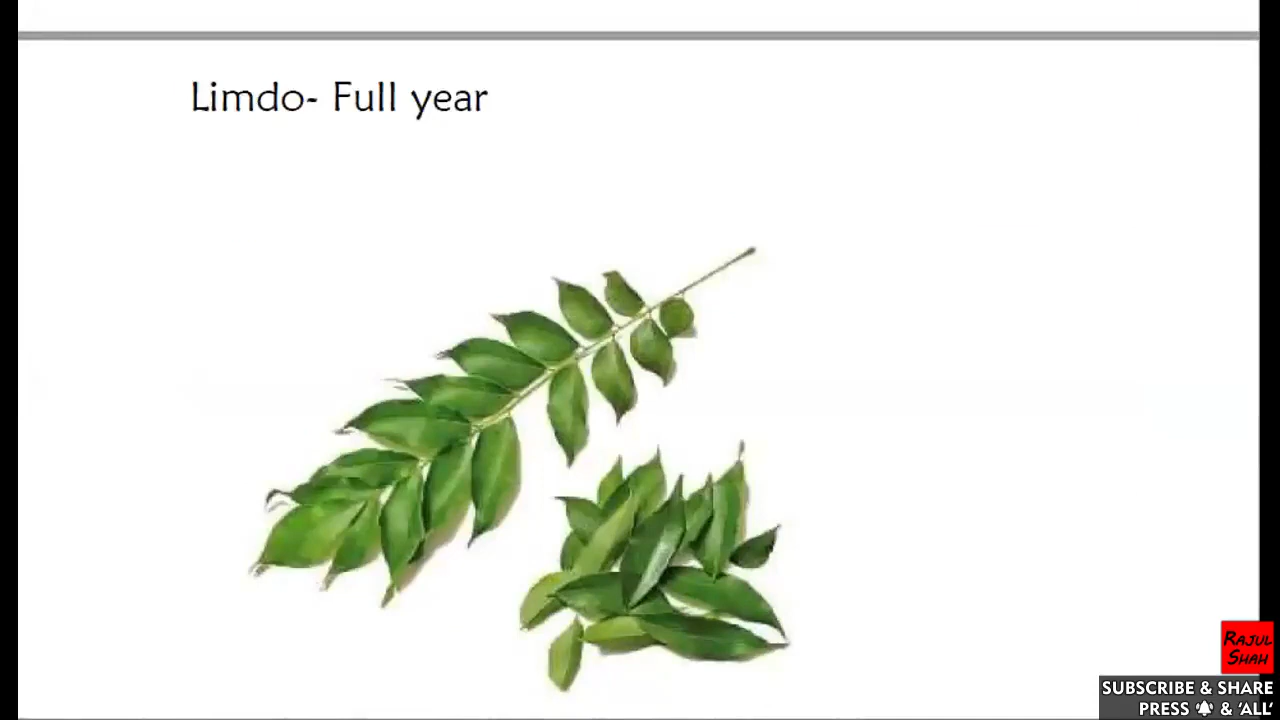 Limdo- Full year
RAJUL
SHAH
SUBSCRIBE & SHARE
PRESS 🔔 & 'ALL'